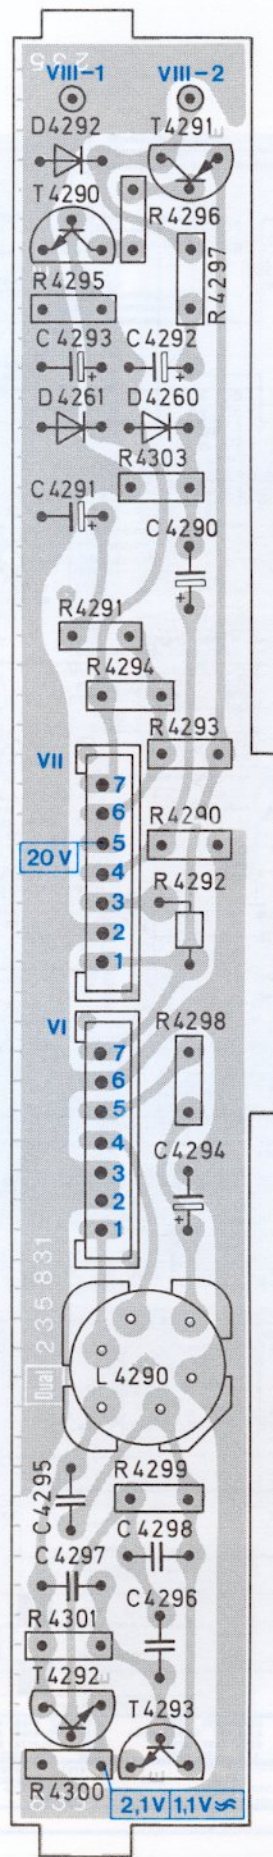 235
VIII-1 VIII-2
D4292 T4291
T4290
R4296
R4295
R4297
C4293 C4292
D4261 D4260
R4303
C4291
C4290
R4291
R4294
R4293
VII
7
6
R4290
5
20V
4
R4292
3
2
1
VI
R4298
7
6
5
4
C4294
3
2
1
Dual 235831
L4290
C4295
R4299
C4298
C4297
C4296
R4301
T4292
T4293
R4300
2,1V 1,1V≂